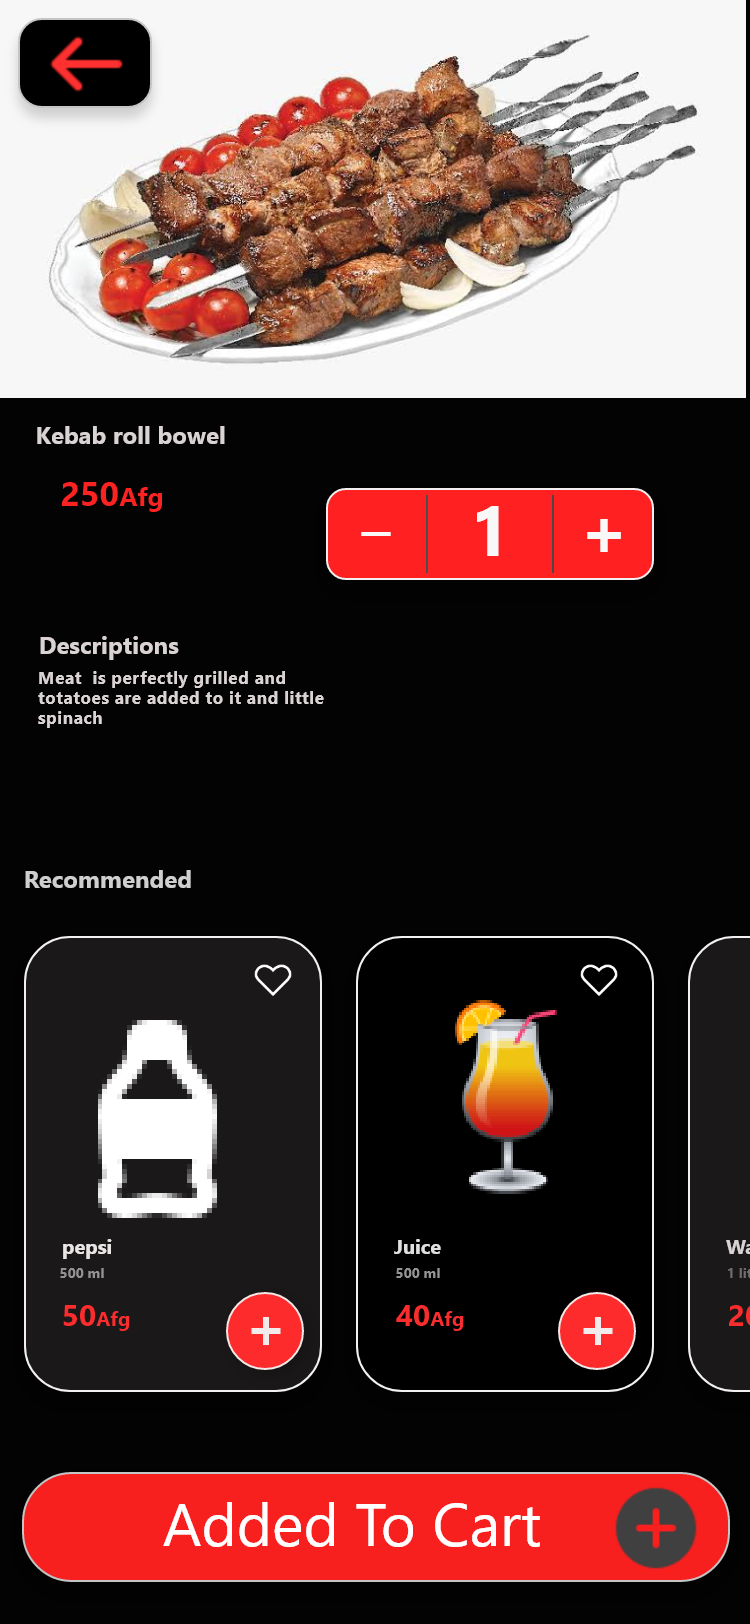 Kebab roll bowel
250Afg
1
Descriptions
Meat is perfectly grilled and
totatoes are added to it and little
spinach
Recommended
pepsi
500 ml
50Afg
Juice
500 ml
40Afg
Wa
1 lit
20
Added To Cart